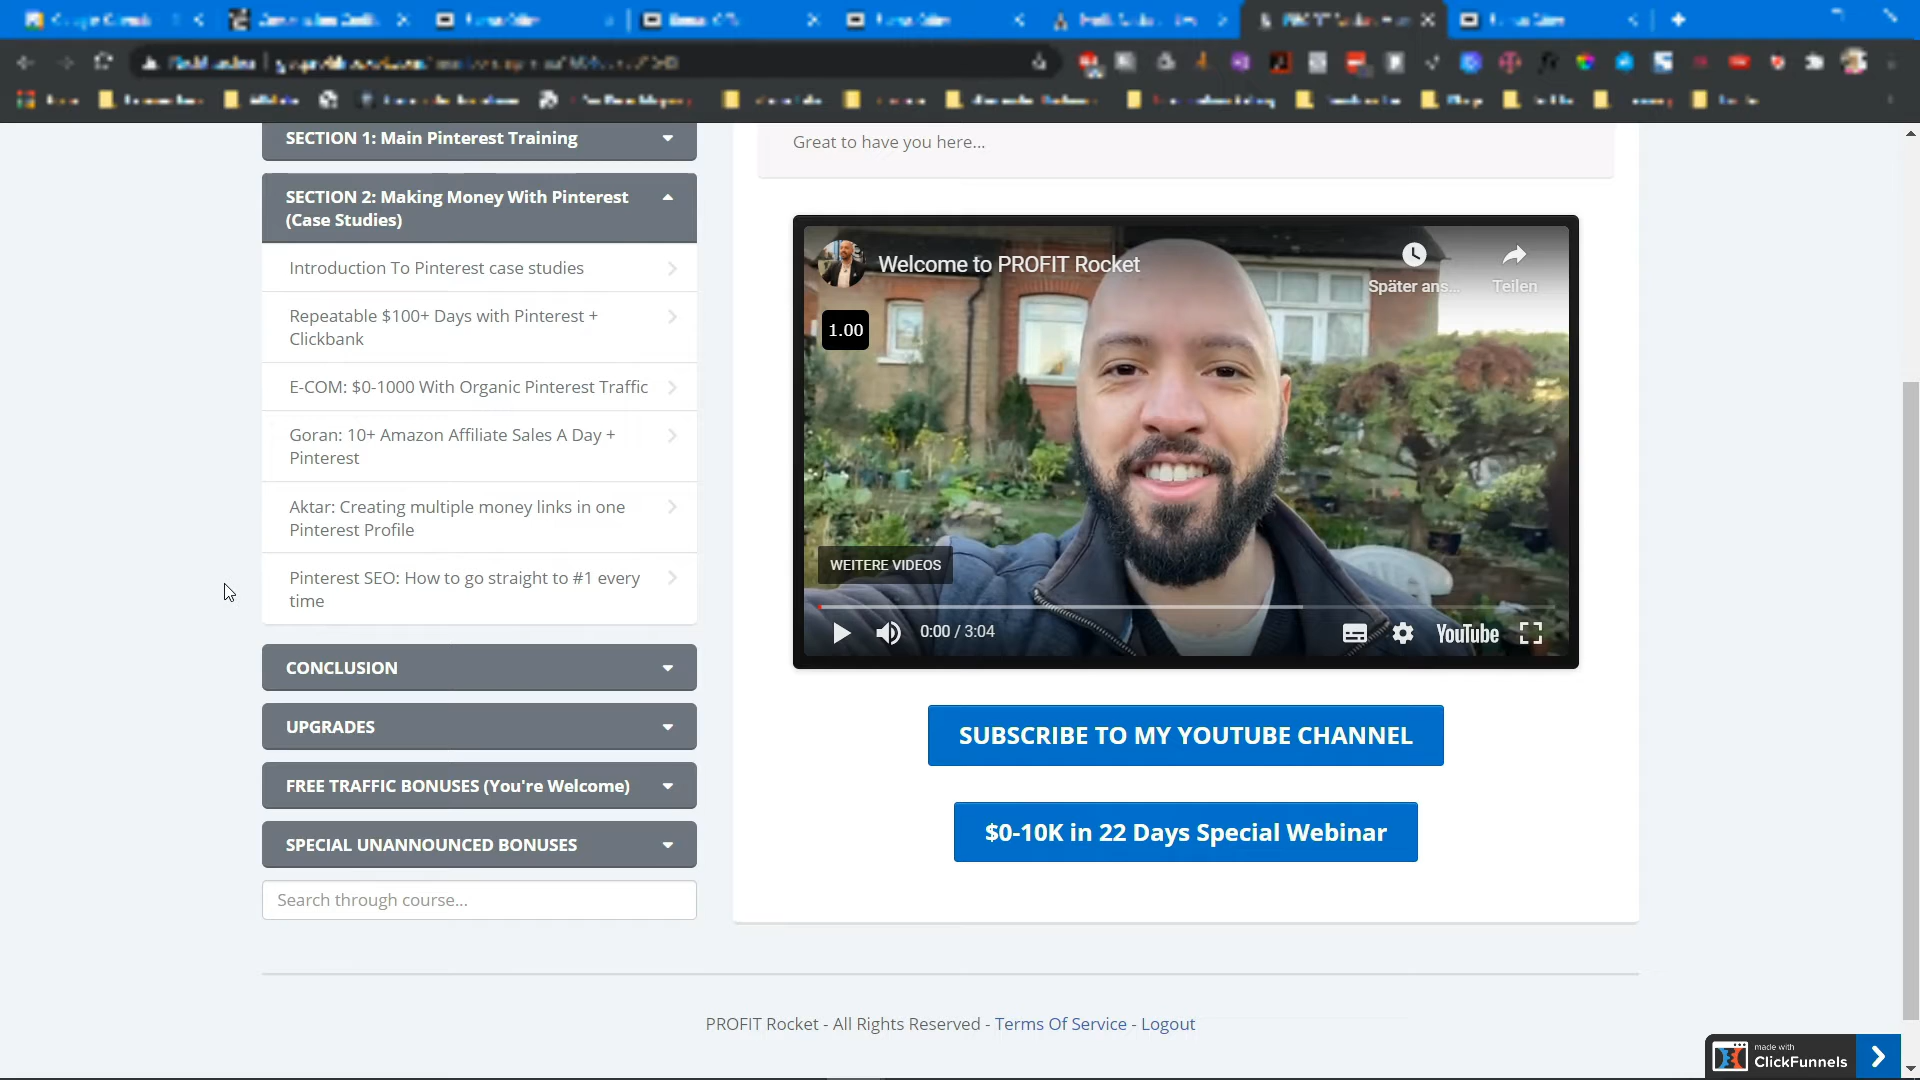 SECTION 1: Main Pinterest Training
SECTION 2: Making Money With Pinterest
(Case Studies)
Introduction To Pinterest case studies
Repeatable $100+ Days with Pinterest +
Clickbank
E-COM: $0-1000 With Organic Pinterest Traffic
Goran: 10+ Amazon Affiliate Sales A Day +
Pinterest
Aktar: Creating multiple money links in one
Pinterest Profile
Pinterest SEO: How to go straight to #1 every
time
CONCLUSION
UPGRADES
FREE TRAFFIC BONUSES (You're Welcome)
SPECIAL UNANNOUNCED BONUSES
Search through course...
Great to have you here...
Welcome to PROFIT Rocket
Später ans...
Teilen
1.00
WEITERE VIDEOS
0:00 / 3:04
YouTube
SUBSCRIBE TO MY YOUTUBE CHANNEL
$0-10K in 22 Days Special Webinar
PROFIT Rocket - All Rights Reserved - Terms Of Service - Logout
made with
ClickFunnels